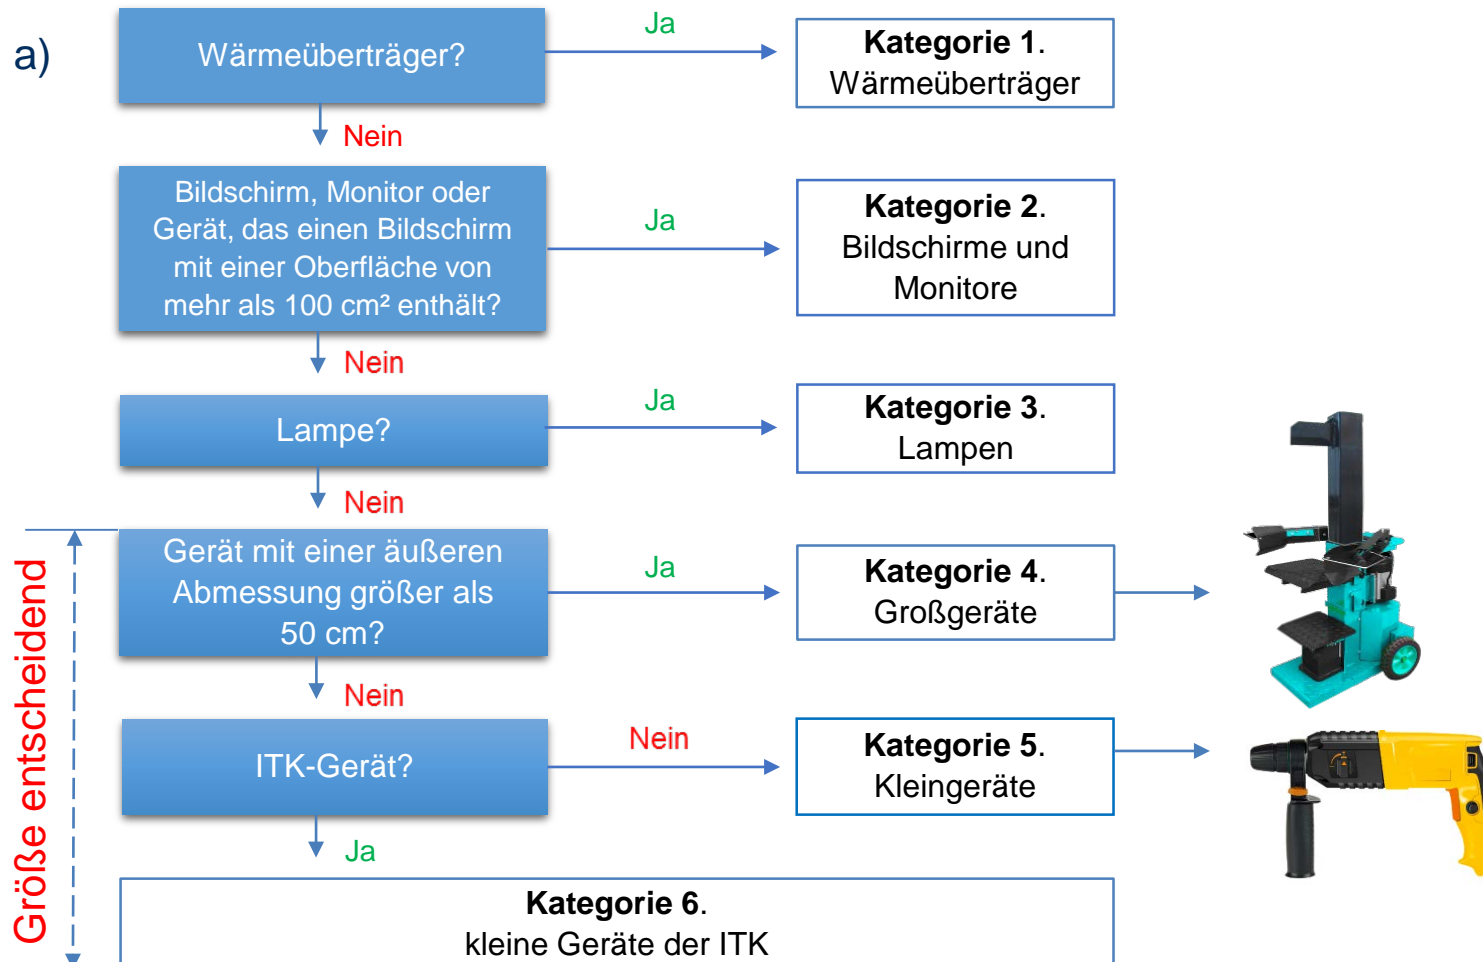 a)
Wärmeüberträger?
Ja
Kategorie 1.
Wärmeüberträger
Nein
Bildschirm, Monitor oder
Gerät, das einen Bildschirm
mit einer Oberfläche von
mehr als 100 cm² enthält?
Ja
Kategorie 2.
Bildschirme und
Monitore
Nein
Lampe?
Ja
Kategorie 3.
Lampen
Nein
Größe entscheidend
Gerät mit einer äußeren
Abmessung größer als
50 cm?
Ja
Kategorie 4.
Großgeräte
Nein
ITK-Gerät?
Nein
Kategorie 5.
Kleingeräte
Ja
Kategorie 6.
kleine Geräte der ITK